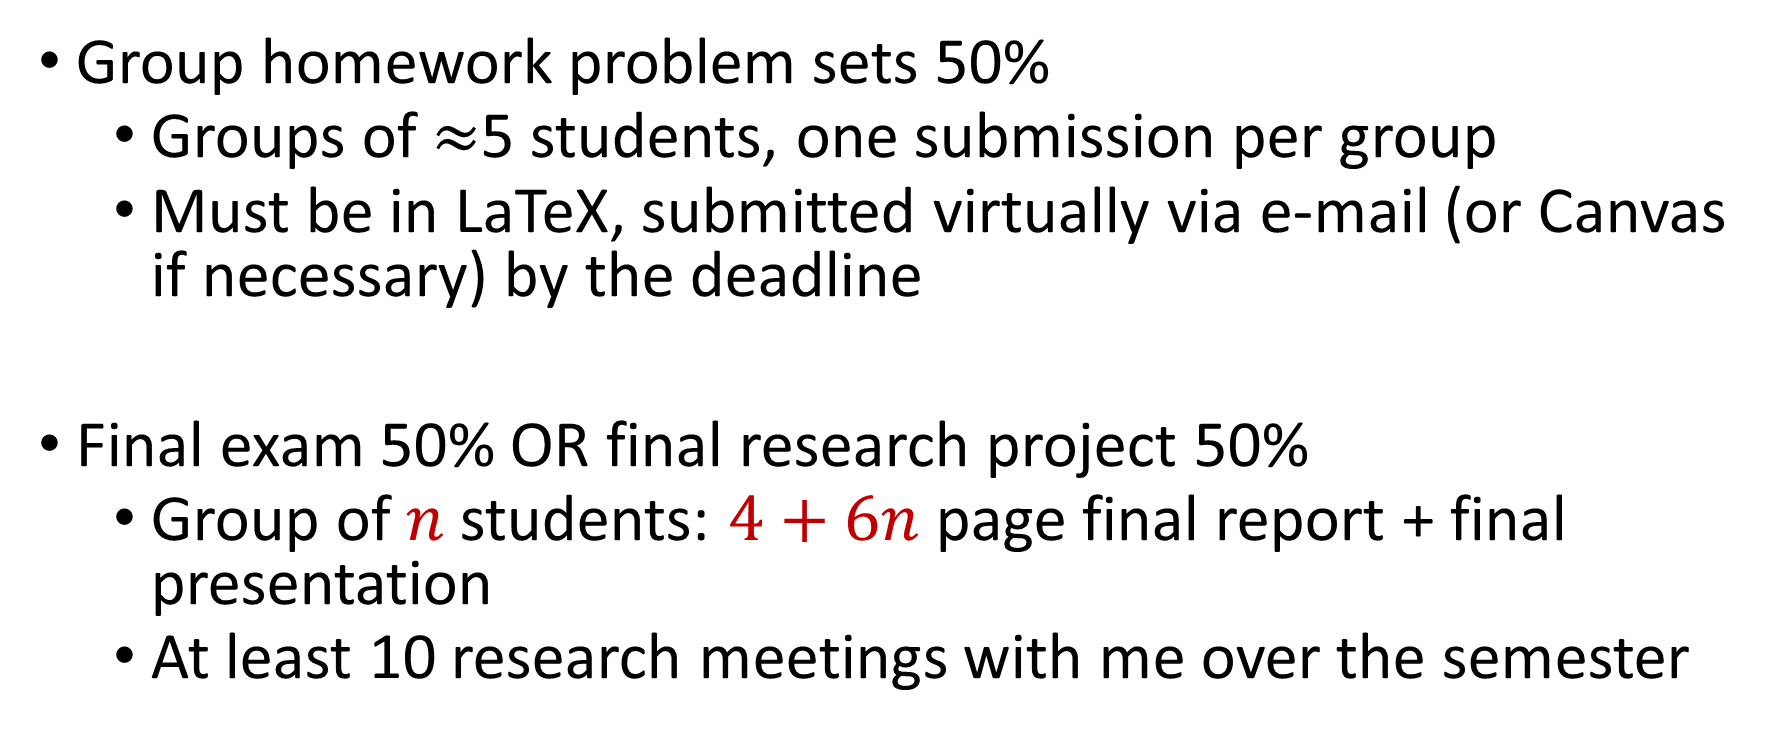 • Group homework problem sets 50%
• Groups of ≈5 students, one submission per group
• Must be in LaTeX, submitted virtually via e-mail (or Canvas
if necessary) by the deadline
• Final exam 50% OR final research project 50%
• Group of n students: 4 + 6n page final report + final
presentation
• At least 10 research meetings with me over the semester